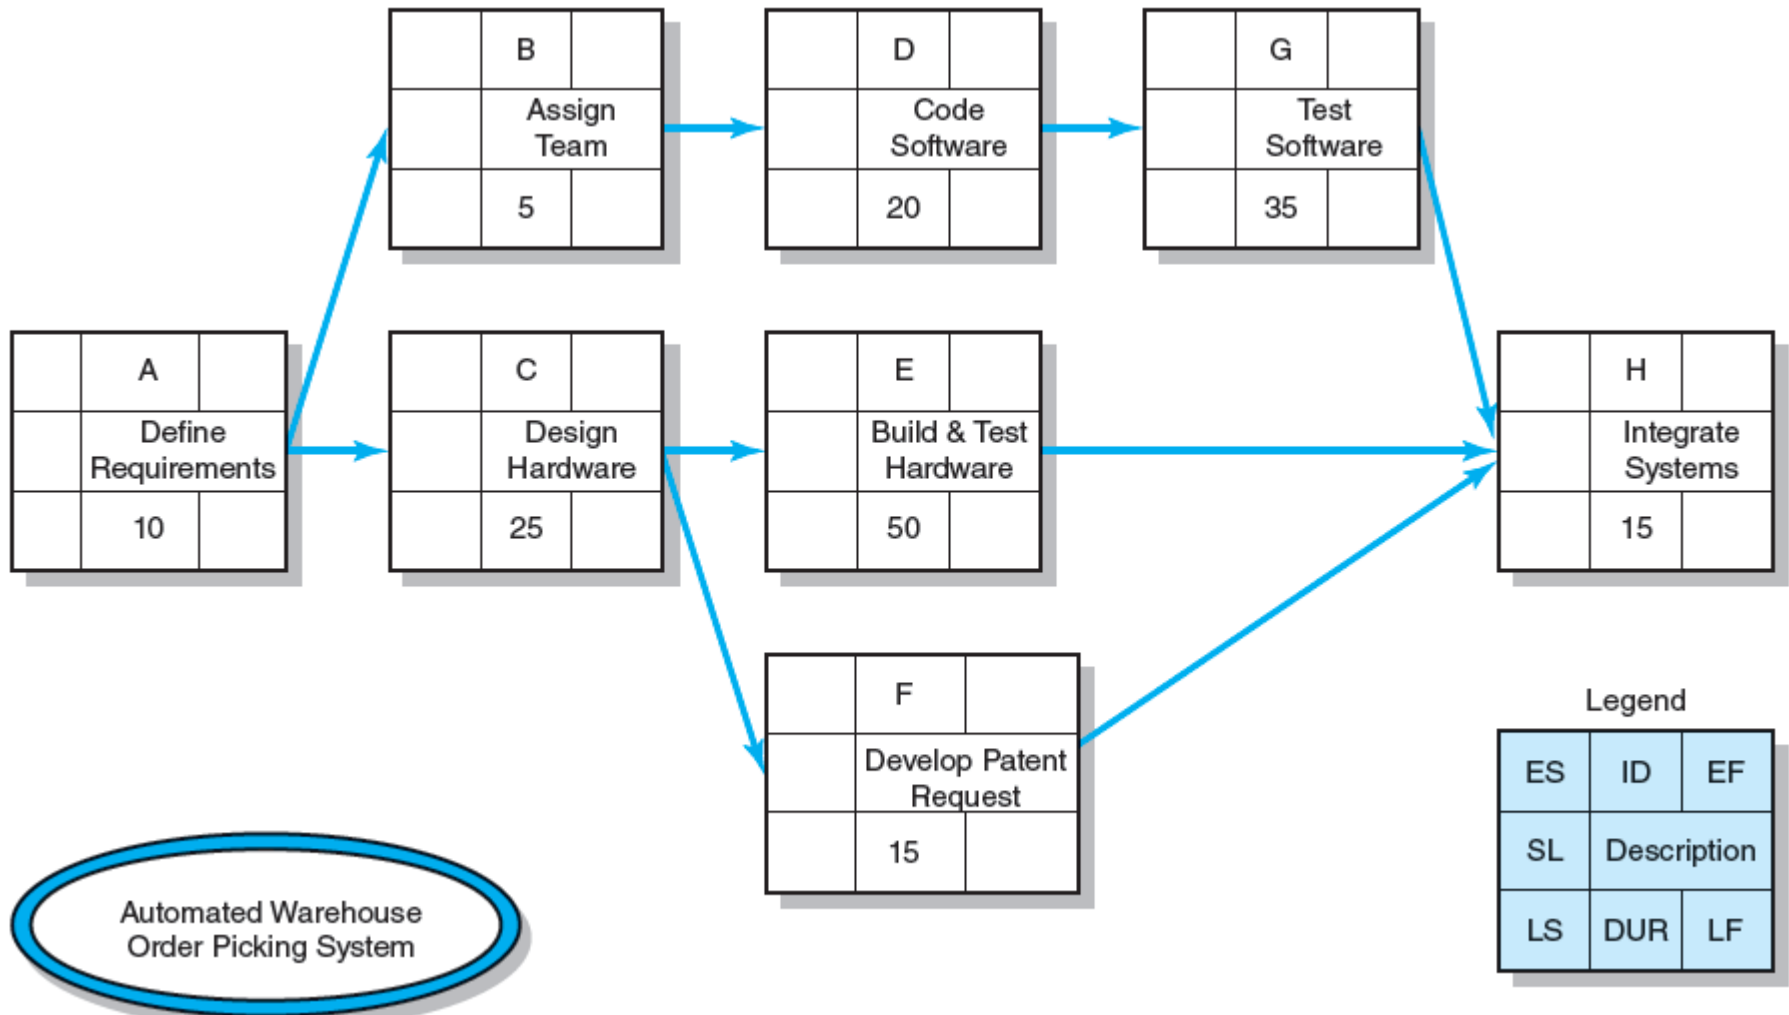 B
Assign
Team
5
D
Code
Software
20
G
Test
Software
35
A
Define
Requirements
10
C
Design
Hardware
25
E
Build & Test
Hardware
50
H
Integrate
Systems
15
F
Develop Patent
Request
15
Legend
ES ID EF
SL Description
LS DUR LF
Automated Warehouse
Order Picking System